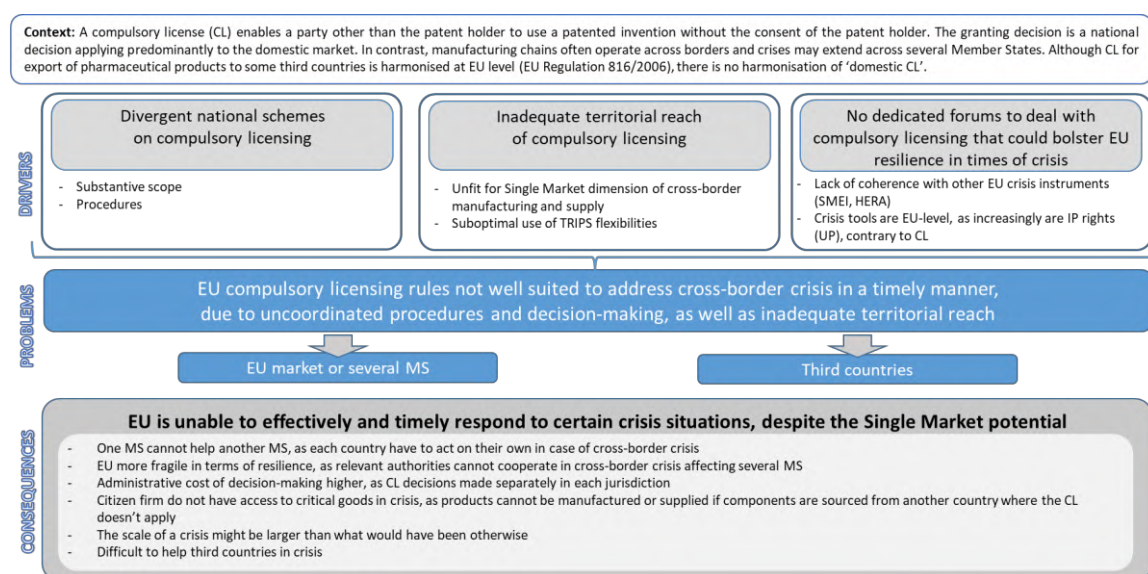 Context: A compulsory license (CL) enables a party other than the patent holder to use a patented invention without the consent of the patent holder. The granting decision is a national
decision applying predominantly to the domestic market. In contrast, manufacturing chains often operate across borders and crises may extend across several Member States. Although CL for
export of pharmaceutical products to some third countries is harmonised at EU level (EU Regulation 816/2006), there is no harmonisation of ‘domestic CL’.
DRIVERS
Divergent national schemes
on compulsory licensing
- Substantive scope
- Procedures
Inadequate territorial reach
of compulsory licensing
- Unfit for Single Market dimension of cross-border
manufacturing and supply
- Suboptimal use of TRIPS flexibilities
No dedicated forums to deal with
compulsory licensing that could bolster EU
resilience in times of crisis
- Lack of coherence with other EU crisis instruments
(SMEI, HERA)
- Crisis tools are EU-level, as increasingly are IP rights
(UP), contrary to CL
PROBLEMS
EU compulsory licensing rules not well suited to address cross-border crisis in a timely manner,
due to uncoordinated procedures and decision-making, as well as inadequate territorial reach
EU market or several MS
Third countries
CONSEQUENCES
EU is unable to effectively and timely respond to certain crisis situations, despite the Single Market potential
- One MS cannot help another MS, as each country have to act on their own in case of cross-border crisis
- EU more fragile in terms of resilience, as relevant authorities cannot cooperate in cross-border crisis affecting several MS
- Administrative cost of decision-making higher, as CL decisions made separately in each jurisdiction
- Citizen firm do not have access to critical goods in crisis, as products cannot be manufactured or supplied if components are sourced from another country where the CL
doesn’t apply
- The scale of a crisis might be larger than what would have been otherwise
- Difficult to help third countries in crisis